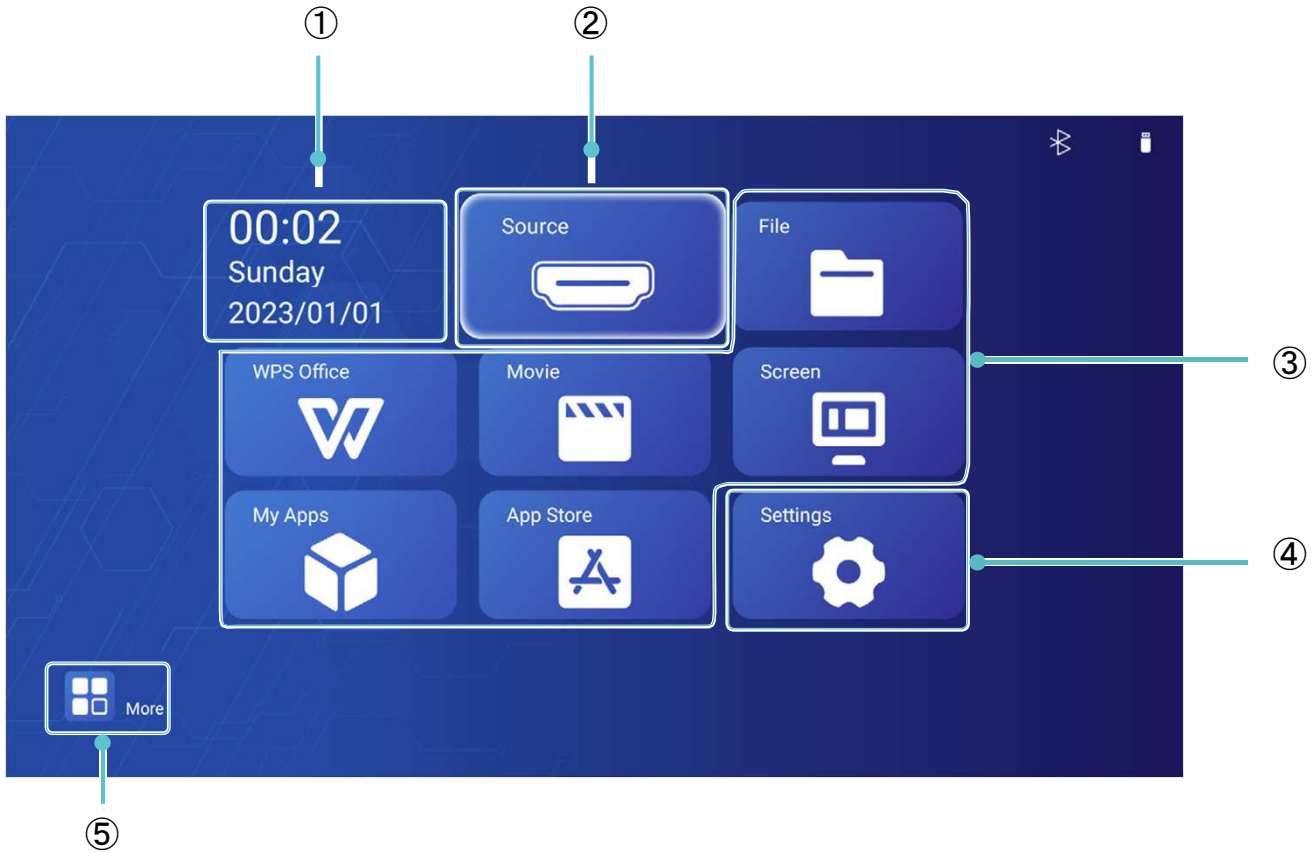 ① ②
00:02
Sunday
2023/01/01
Source
File
③
WPS Office
Movie
Screen
My Apps
App Store
Settings
④
More
⑤